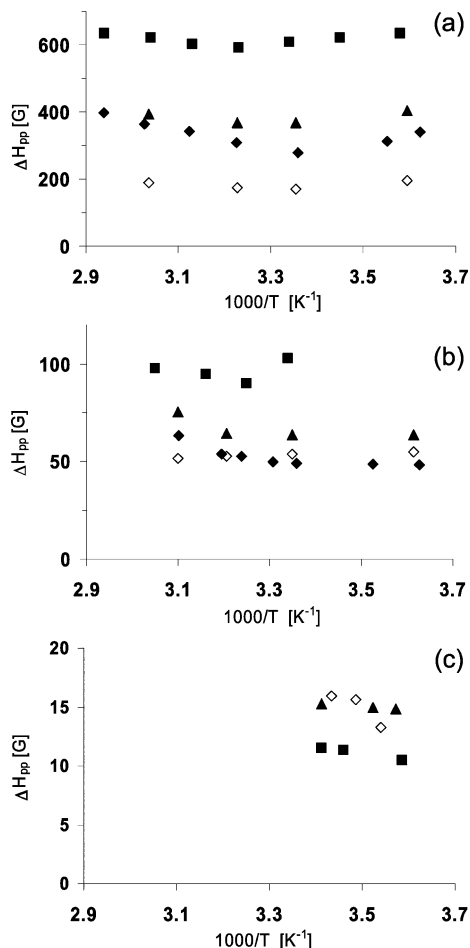 (a)
600
400
200
0
ΔHpp [G]
2.9 3.1 3.3 3.5 3.7
1000/T [K-1]
(b)
100
50
0
ΔHpp [G]
2.9 3.1 3.3 3.5 3.7
1000/T [K-1]
(c)
20
15
10
5
0
ΔHpp [G]
2.9 3.1 3.3 3.5 3.7
1000/T [K-1]